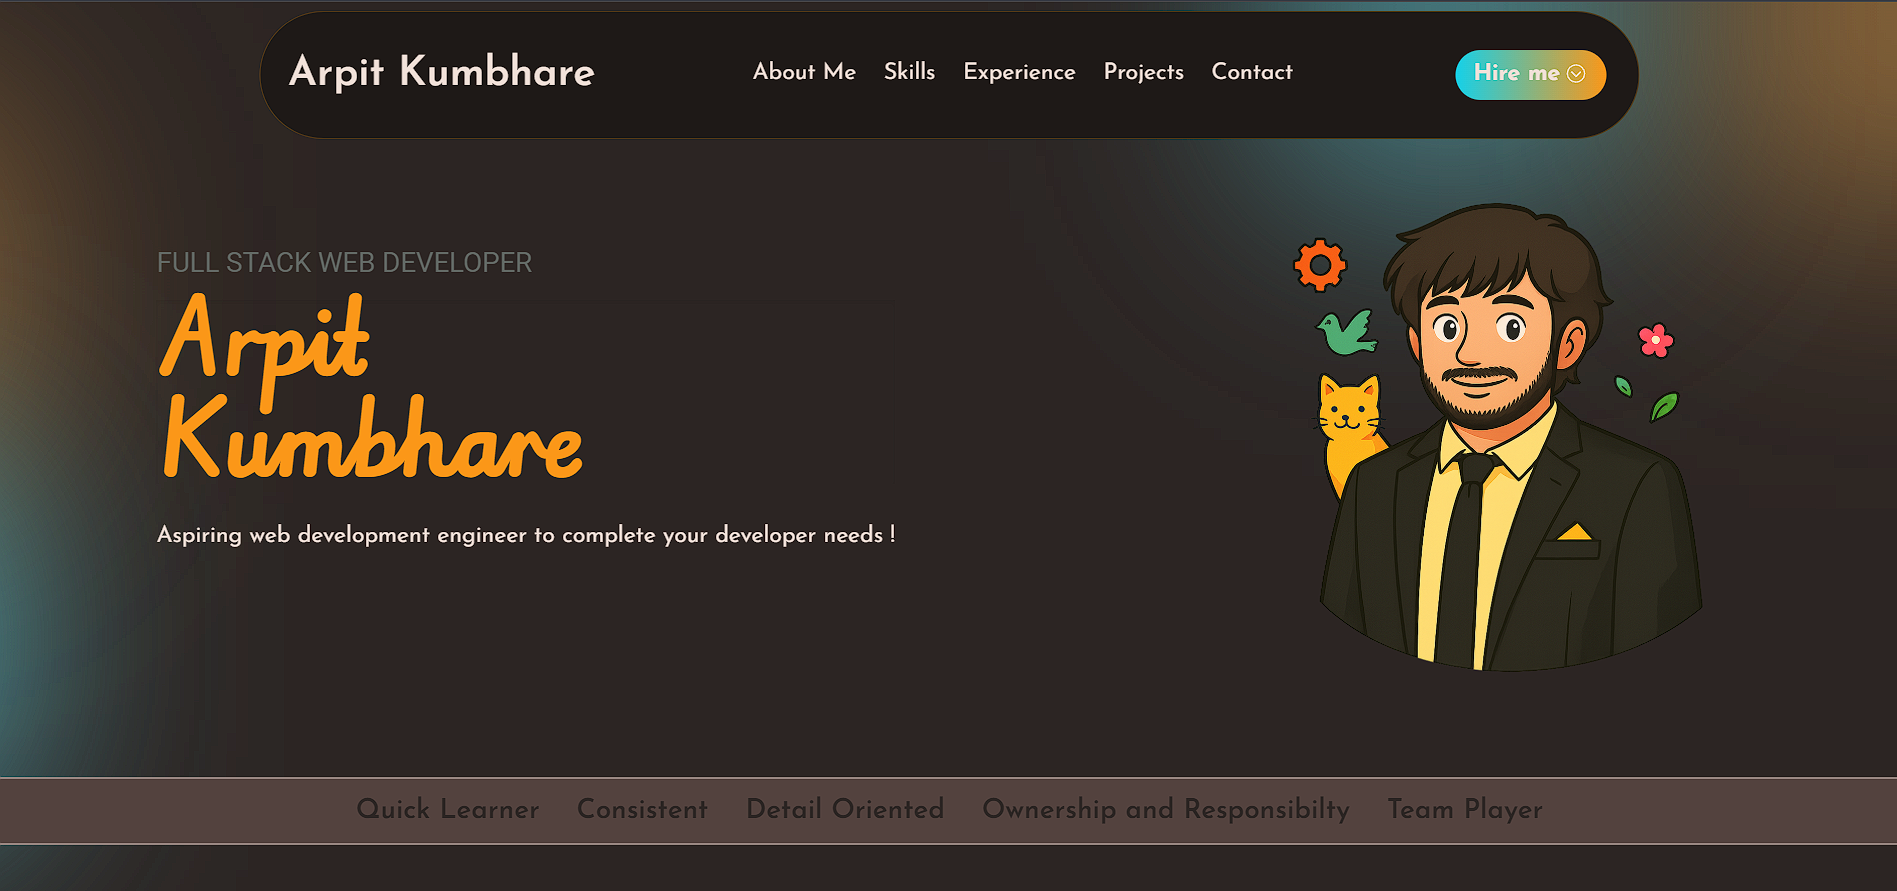 Arpit Kumbhare
About Me Skills Experience Projects Contact
Hire me
FULL STACK WEB DEVELOPER
Arpit
Kumbhare
Aspiring web development engineer to complete your developer needs !
Quick Learner Consistent Detail Oriented Ownership and Responsibilty Team Player